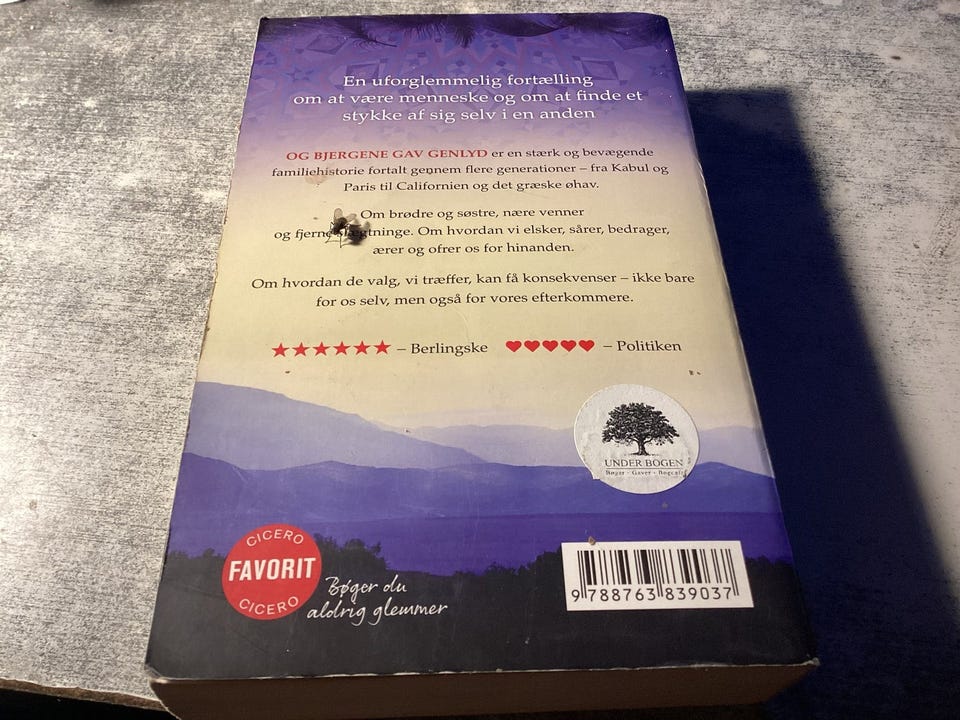 En uforglemmelig fortælling
om at være menneske og om at finde et
stykke af sig selv i en anden
OG BJERGENE GAV GENLYD er en stærk og bevægende
familiehistorie fortalt gennem flere generationer – fra Kabul og
Paris til Californien og det græske øhav.
Om brødre og søstre, nære venner
og fjerne slægtninge. Om hvordan vi elsker, sårer, bedrager,
ærer og ofrer os for hinanden.
Om hvordan de valg, vi træffer, kan få konsekvenser – ikke bare
for os selv, men også for vores efterkommere.
★★★★★★ – Berlingske ♥♥♥♥♥ – Politiken
UNDER BØGEN
Bøger - Gaver - Bogcafé
CICERO
FAVORIT
CICERO
Bøger du
aldrig glemmer
9 788763 839037